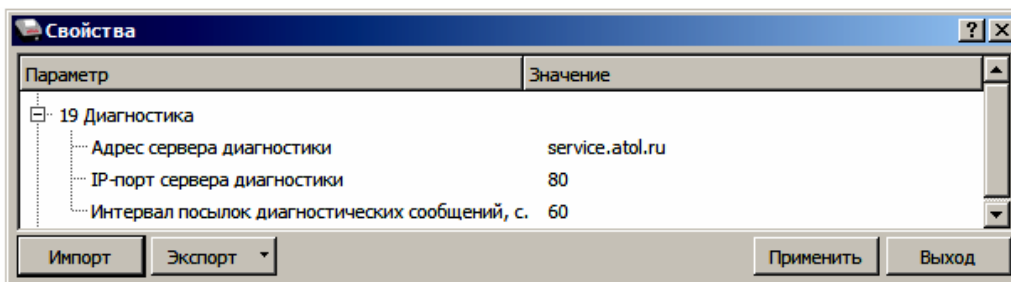 Свойства
Параметр Значение
19 Диагностика
Адрес сервера диагностики service.atol.ru
IP-порт сервера диагностики 80
Интервал посылок диагностических сообщений, с. 60
Импорт Экспорт Применить Выход